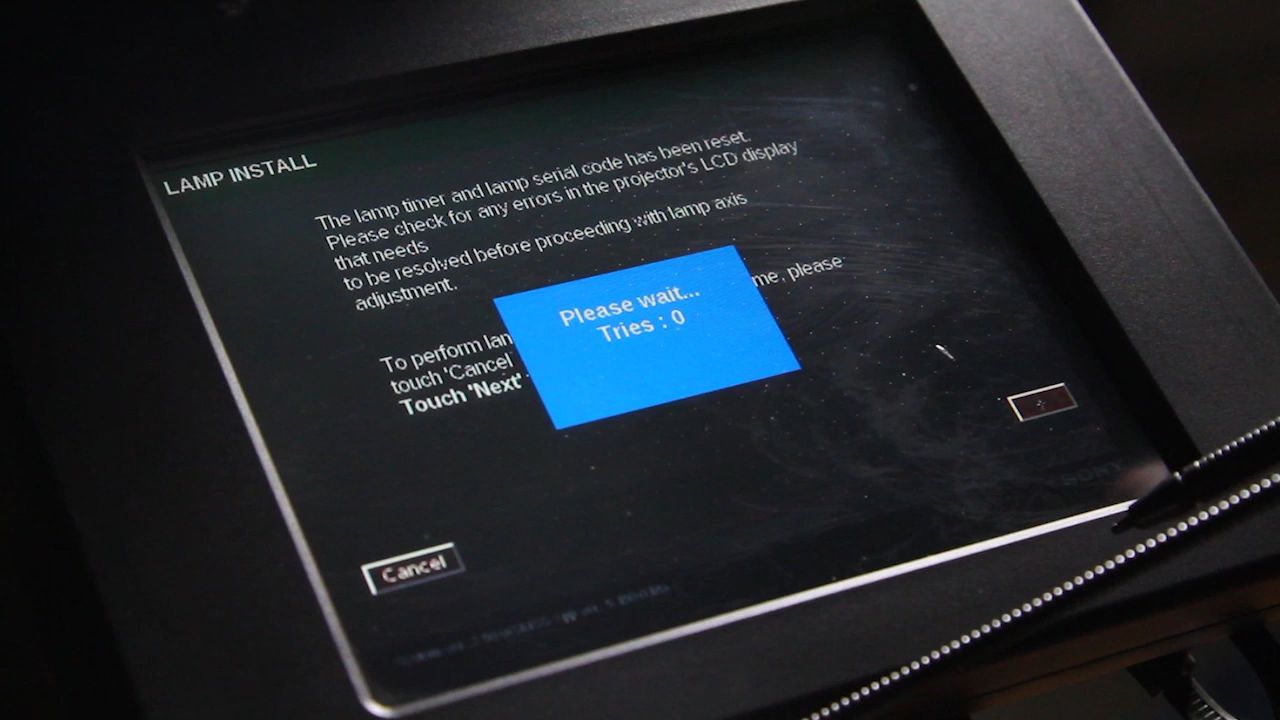 LAMP INSTALL
The lamp timer and lamp serial code has been reset.
Please check for any errors in the projector's LCD display
that needs
to be resolved before proceeding with lamp axis
adjustment.
Please wait...
Tries : 0
To perform me, please
touch 'Cancel'
Touch 'Next'
Cancel
SONY